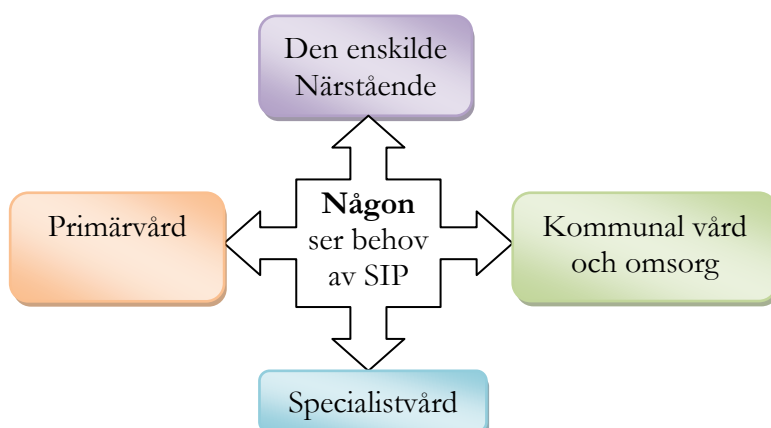 Den enskilde
Närstående
Primärvård
Någon
ser behov
av SIP
Kommunal vård
och omsorg
Specialistvård